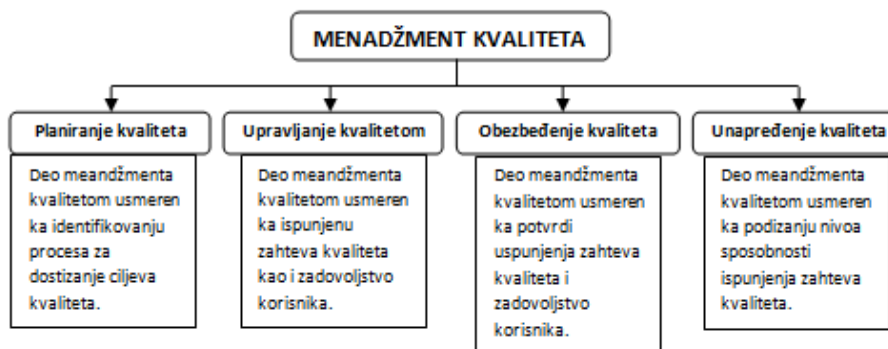 MENADŽMENT KVALITETA
Planiranje kvaliteta
Deo meandžmenta
kvalitetom usmeren
ka identifikovanju
procesa za
dostizanje ciljeva
kvaliteta.
Upravljanje kvalitetom
Deo meandžmenta
kvalitetom usmeren
ka ispunjenu
zahteva kvaliteta
kao i zadovoljstvo
korisnika.
Obezbeđenje kvaliteta
Deo meandžmenta
kvalitetom usmeren
ka potvrdi
uspunjenja zahteva
kvaliteta i
zadovoljstvo
korisnika.
Unapređenje kvaliteta
Deo meandžmenta
kvalitetom usmeren
ka podizanju nivoa
sposobnosti
ispunjenja zahteva
kvaliteta.